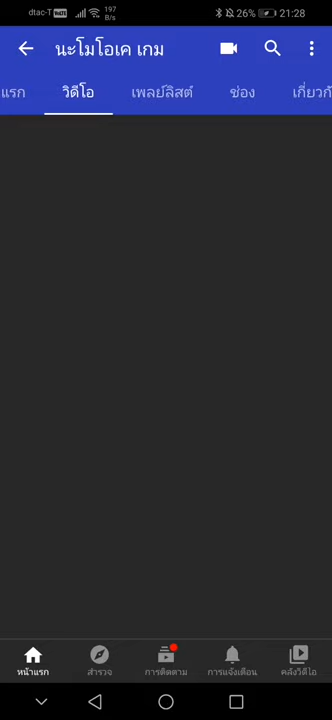 dtac-T VoLTE 197 B/s 26% 21:28
นะโมโอเค เกม
แรก วิดีโอ เพลย์ลิสต์ ช่อง เกี่ยวกั
หน้าแรก สำรวจ การติดตาม การแจ้งเตือน คลังวิดีโอ